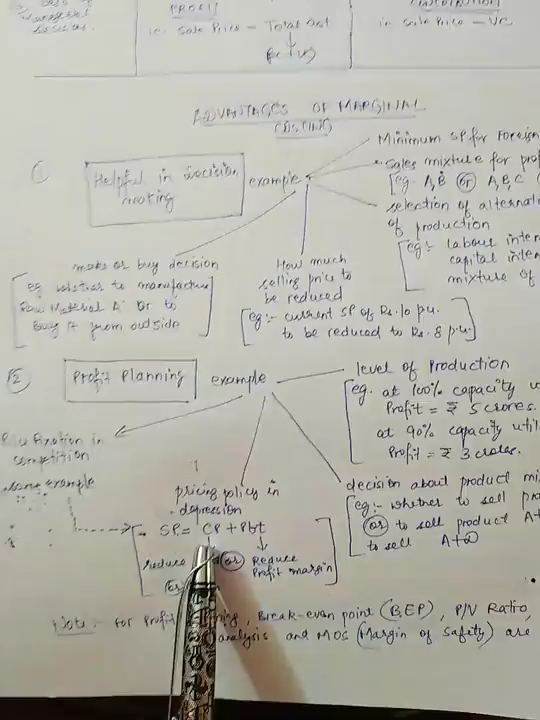 PROFIT
i.e. Sale Price - Total cost
i.e. Sale Price - VC
decision.
ADVANTAGES OF MARGINAL
COSTING
① Helpful in decision
making
example
Minimum SP for Foreign
Sales mixture for prof
[eg. A,B (or) A,B,C
selection of alternat
of production
[eg:- labour inten
capital inten
mixture of
make or buy decision
[eg whether to manufacture
Raw Material 'A' or to
buy it from outside]
How much
selling price to
be reduced
[eg:- current SP of Rs.10 p.u.
to be reduced to Rs. 8 p.u.]
② Profit Planning
example
level of Production
[eg. at 100% capacity u
Profit = ₹ 5 crores.
at 90% capacity util
Profit = ₹ 3 crores.
fixation in
competition
same example
pricing policy in
depression
[SP = CP + Pbt
reduce
(or) Reduce
Profit margin]
decision about product mi
[eg:- whether to sell pro
(or) to sell product A+
to sell A+
Note:- For Profit , Break-even point (BEP), P/V Ratio,
analysis and MOS (Margin of Safety) are